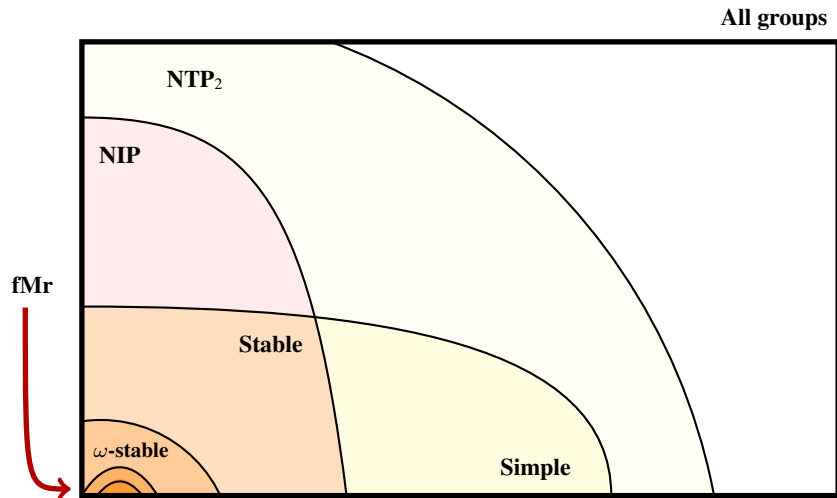 All groups
NTP₂
NIP
fMr
Stable
ω-stable
Simple